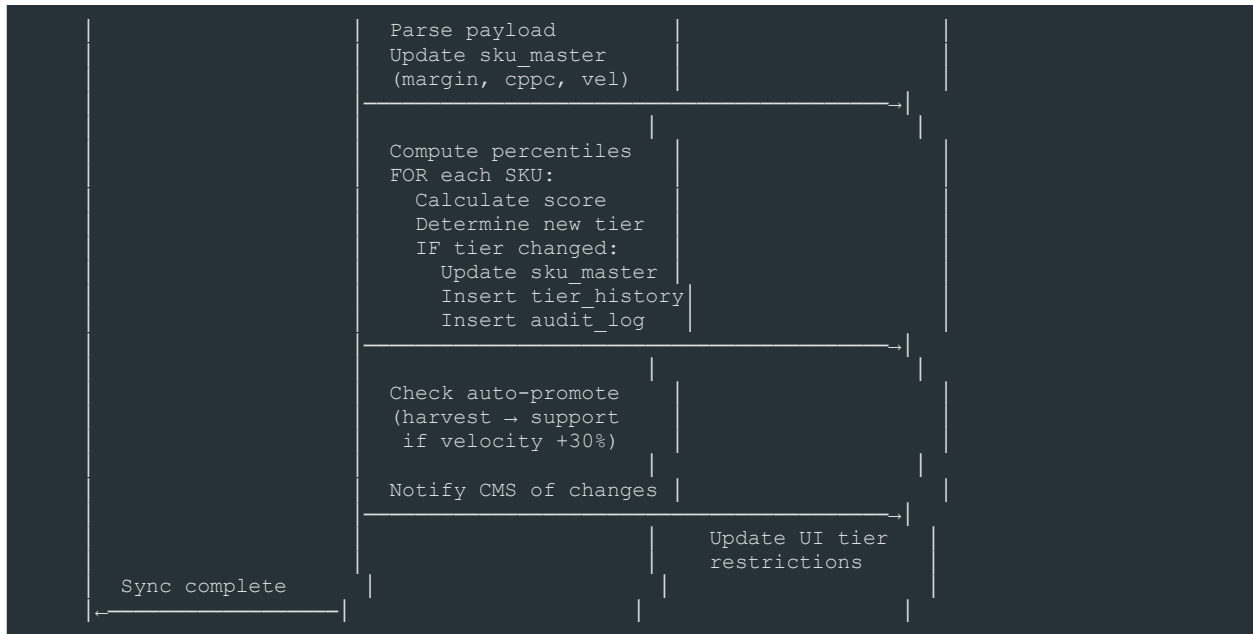 Parse payload
Update sku_master
(margin, cppc, vel)
Compute percentiles
FOR each SKU:
Calculate score
Determine new tier
IF tier changed:
Update sku_master
Insert tier_history
Insert audit_log
Check auto-promote
(harvest → support
if velocity +30%)
Notify CMS of changes
Update UI tier
restrictions
Sync complete